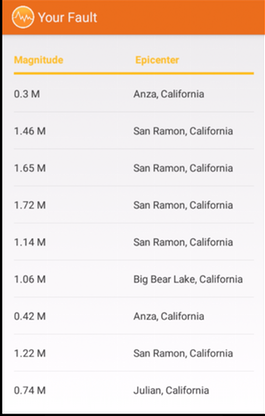 Your Fault
Magnitude Epicenter
0.3 M Anza, California
1.46 M San Ramon, California
1.65 M San Ramon, California
1.72 M San Ramon, California
1.14 M San Ramon, California
1.06 M Big Bear Lake, California
0.42 M Anza, California
1.22 M San Ramon, California
0.74 M Julian, California